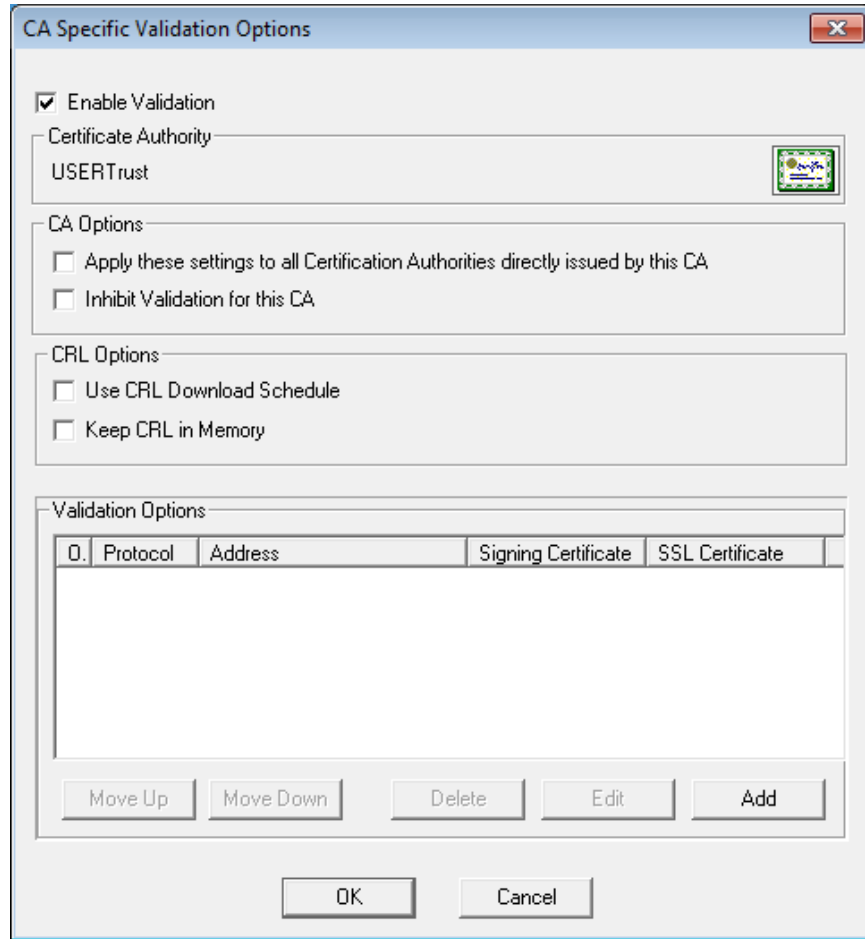 CA Specific Validation Options
Enable Validation
Certificate Authority
USERTrust
CA Options
Apply these settings to all Certification Authorities directly issued by this CA
Inhibit Validation for this CA
CRL Options
Use CRL Download Schedule
Keep CRL in Memory
Validation Options
O. Protocol Address Signing Certificate SSL Certificate
Move Up Move Down Delete Edit Add
OK Cancel